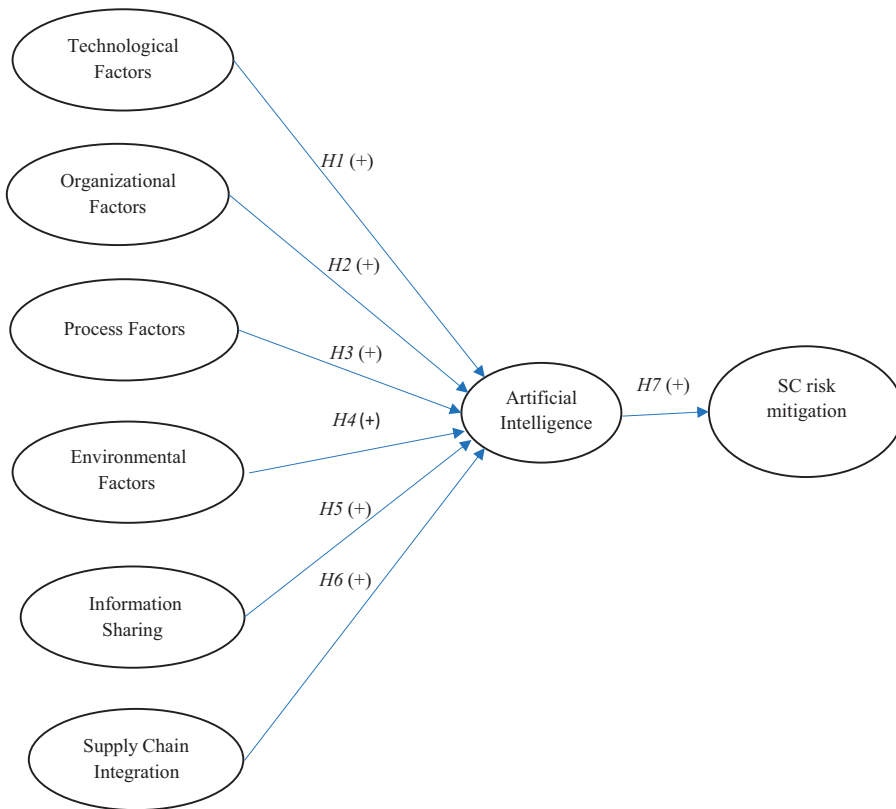 Technological
Factors
H1 (+)
Organizational
Factors
H2 (+)
Process Factors
H3 (+)
Artificial
Intelligence
H7 (+)
SC risk
mitigation
H4 (+)
Environmental
Factors
H5 (+)
Information
Sharing
H6 (+)
Supply Chain
Integration